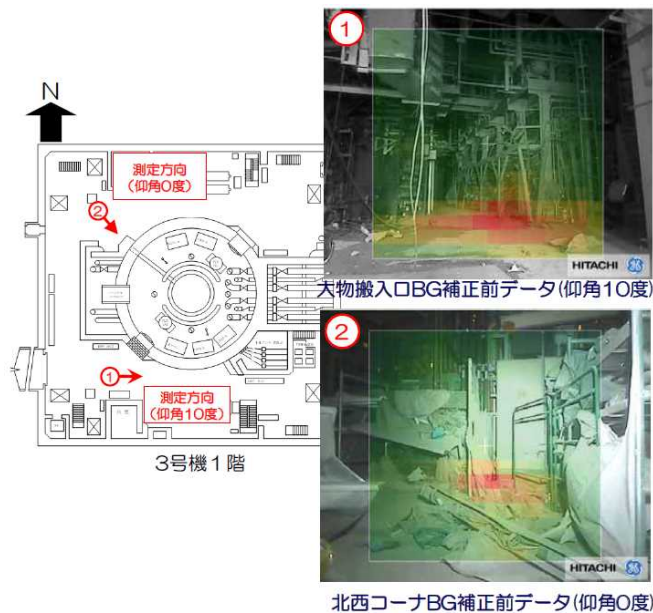 N
測定方向
(仰角0度)
②
①
測定方向
(仰角10度)
3号機1階
①
HITACHI
大物搬入口BG補正前データ(仰角10度)
②
HITACHI
北西コーナBG補正前データ(仰角0度)